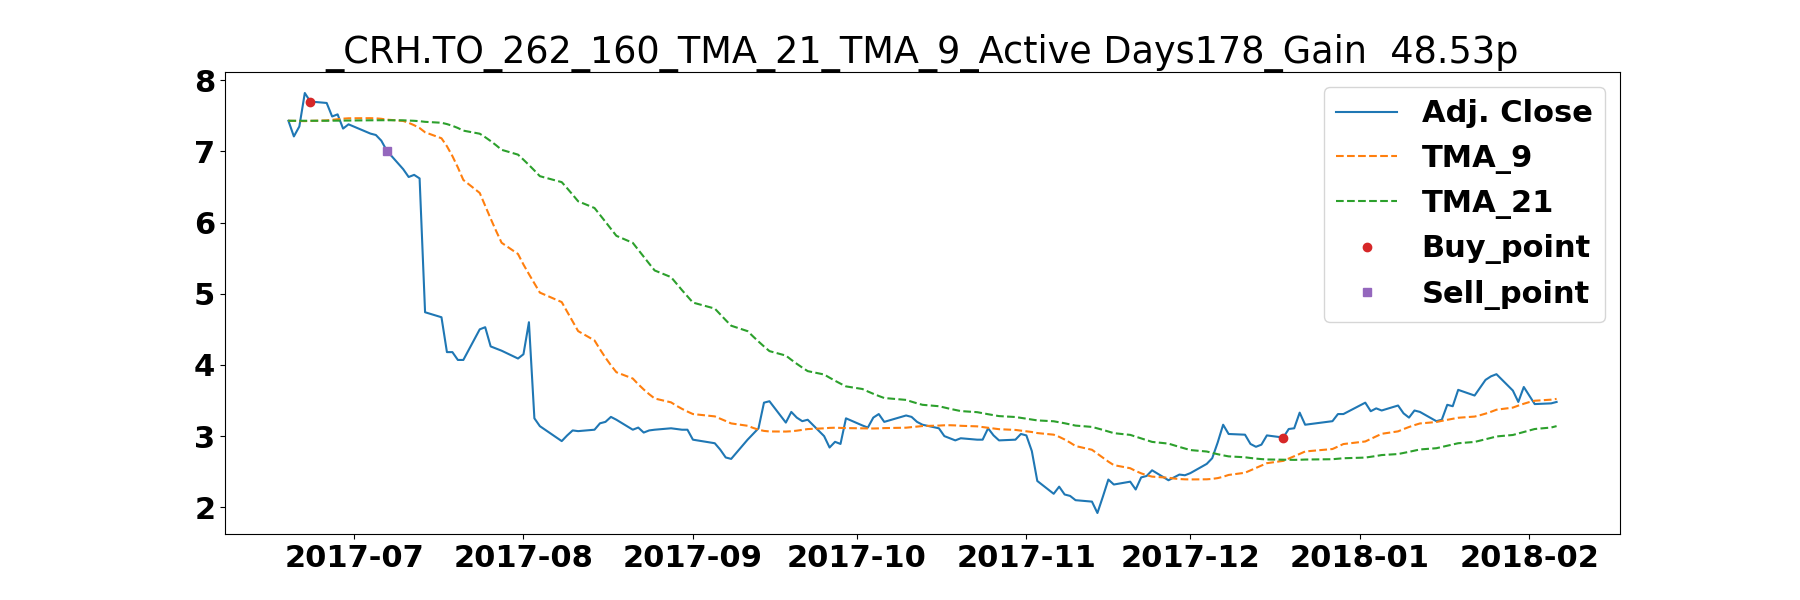 _CRH.TO_262_160_TMA_21_TMA_9_Active Days178_Gain  48.53p
8
7
6
5
4
3
2
Adj. Close
TMA_9
TMA_21
Buy_point
Sell_point
2017-07 2017-08 2017-09 2017-10 2017-11 2017-12 2018-01 2018-02